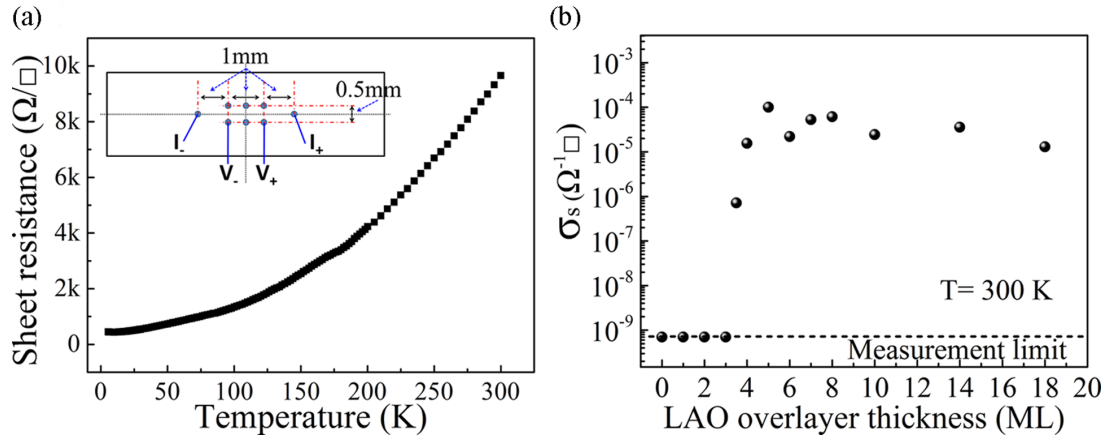 (a)
Sheet resistance (Ω/□)
10k
8k
6k
4k
2k
0
1mm
0.5mm
I-
I+
V-
V+
0 50 100 150 200 250 300
Temperature (K)
(b)
σs (Ω⁻¹□)
10⁻³
10⁻⁴
10⁻⁵
10⁻⁶
10⁻⁷
10⁻⁸
10⁻⁹
T= 300 K
Measurement limit
0 2 4 6 8 10 12 14 16 18 20
LAO overlayer thickness (ML)